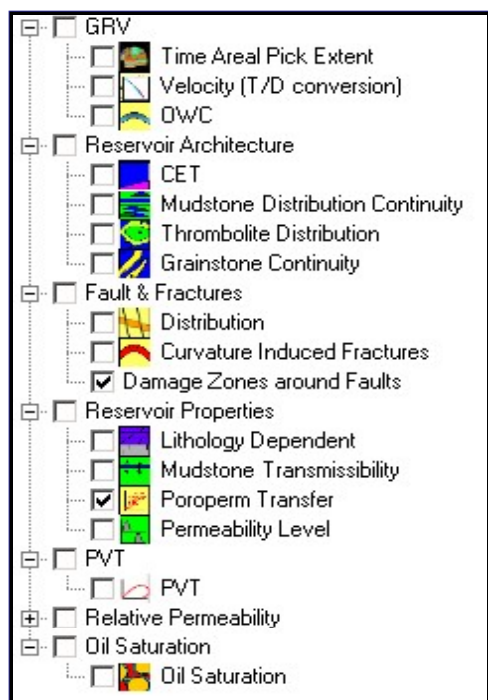 GRV
Time Areal Pick Extent
Velocity (T/D conversion)
OWC
Reservoir Architecture
CET
Mudstone Distribution Continuity
Thrombolite Distribution
Grainstone Continuity
Fault & Fractures
Distribution
Curvature Induced Fractures
Damage Zones around Faults
Reservoir Properties
Lithology Dependent
Mudstone Transmissibility
Poroperm Transfer
Permeability Level
PVT
PVT
Relative Permeability
Oil Saturation
Oil Saturation